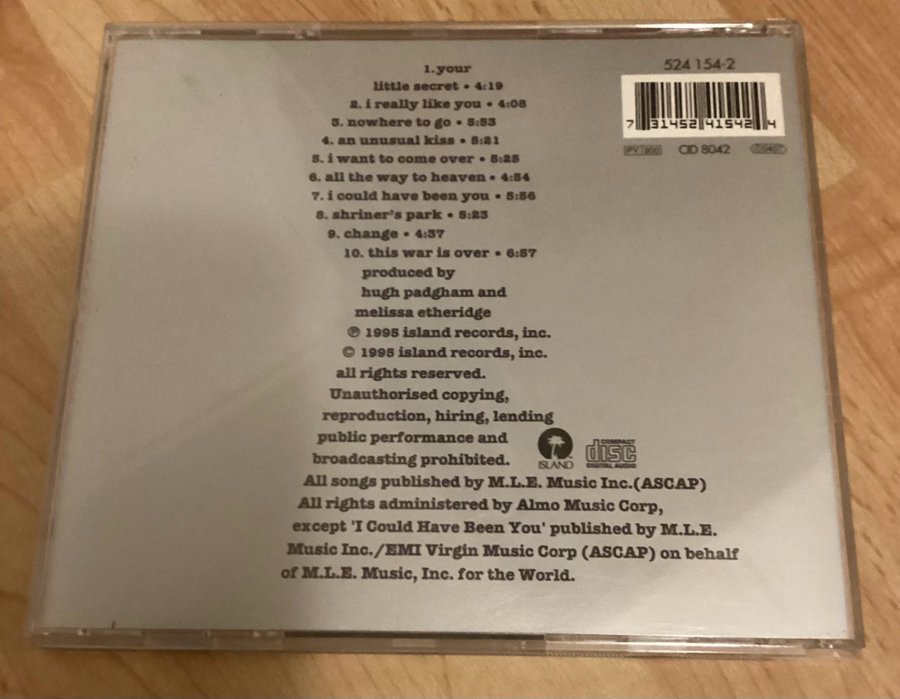 1. your
little secret • 4:19
2. i really like you • 4:08
3. nowhere to go • 5:53
4. an unusual kiss • 5:21
5. i want to come over • 5:25
6. all the way to heaven • 4:54
7. i could have been you • 5:56
8. shriner's park • 5:23
9. change • 4:37
10. this war is over • 6:57
produced by
hugh padgham and
melissa etheridge
℗ 1995 island records, inc.
© 1995 island records, inc.
all rights reserved.
Unauthorised copying,
reproduction, hiring, lending
public performance and
broadcasting prohibited.
All songs published by M.L.E. Music Inc.(ASCAP)
All rights administered by Almo Music Corp,
except 'I Could Have Been You' published by M.L.E.
Music Inc./EMI Virgin Music Corp (ASCAP) on behalf
of M.L.E. Music, Inc. for the World.
524 154-2
7 31452 41542 4
CID 8042
ISLAND
COMPACT
disc
DIGITAL AUDIO